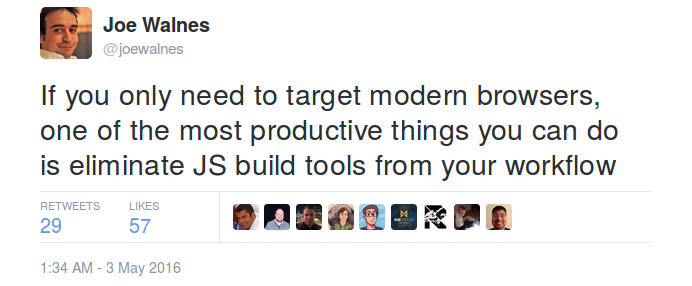 Joe Walnes
@joewalnes
If you only need to target modern browsers,
one of the most productive things you can do
is eliminate JS build tools from your workflow
RETWEETS LIKES
29 57
1:34 AM - 3 May 2016